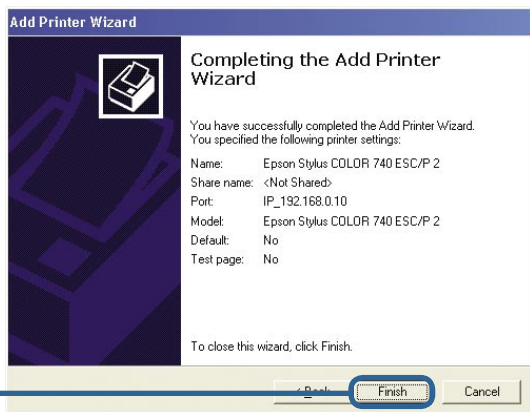 Add Printer Wizard
Completing the Add Printer
Wizard
You have successfully completed the Add Printer Wizard.
You specified the following printer settings:
Name: Epson Stylus COLOR 740 ESC/P 2
Share name: <Not Shared>
Port: IP_192.168.0.10
Model: Epson Stylus COLOR 740 ESC/P 2
Default: No
Test page: No
To close this wizard, click Finish.
< Back Finish Cancel